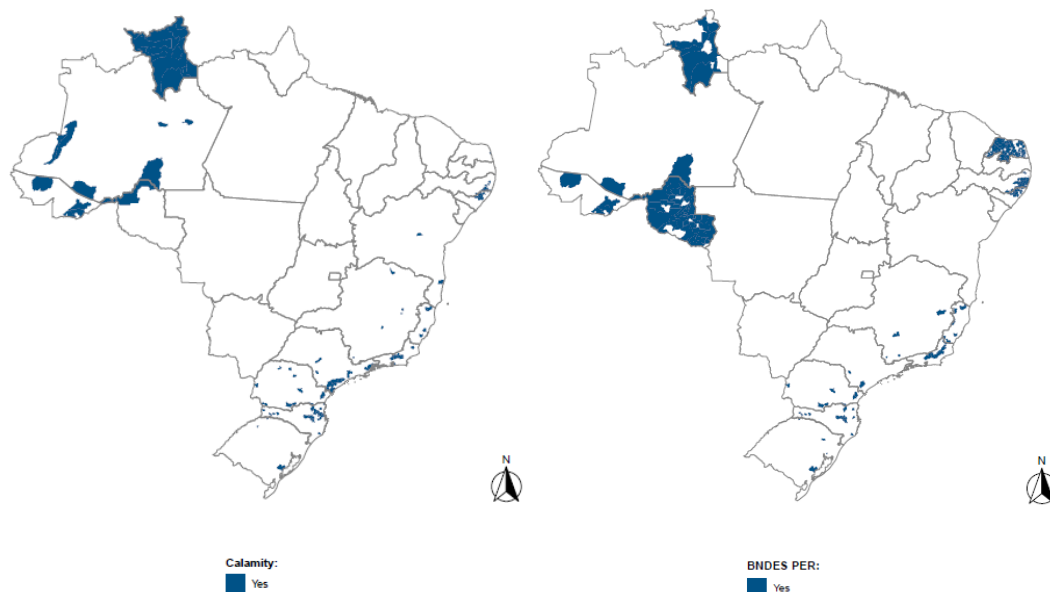 N
N
Calamity:
Yes
BNDES PER:
Yes